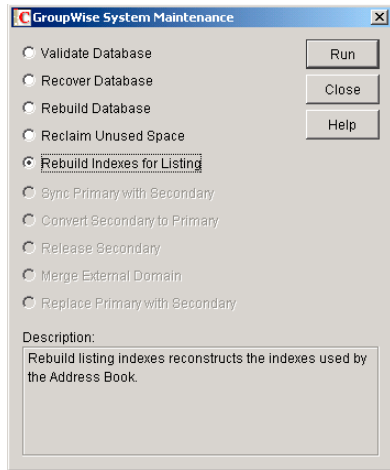 GroupWise System Maintenance
Validate Database
Recover Database
Rebuild Database
Reclaim Unused Space
Rebuild Indexes for Listing
Sync Primary with Secondary
Convert Secondary to Primary
Release Secondary
Merge External Domain
Replace Primary with Secondary
Run
Close
Help
Description:
Rebuild listing indexes reconstructs the indexes used by
the Address Book.